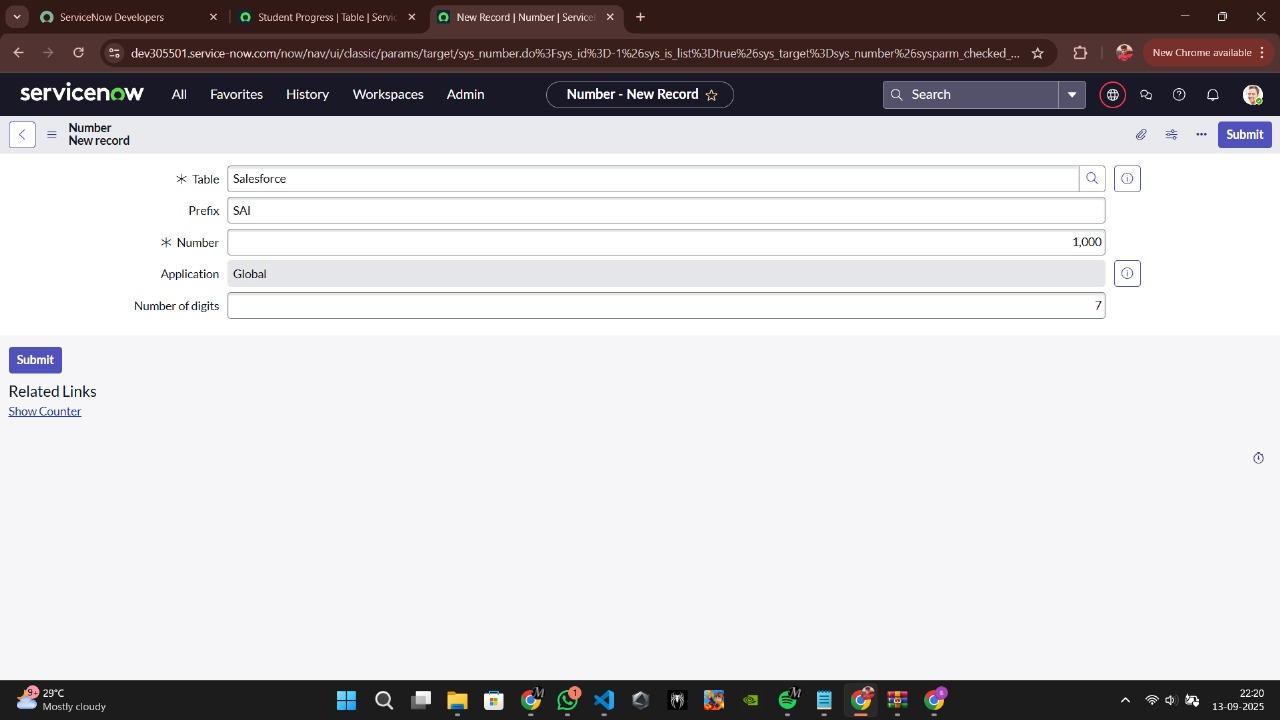 ServiceNow Developers
Student Progress | Table | Servic
New Record | Number | ServiceN
dev305501.service-now.com/now/nav/ui/classic/params/target/sys_number.do%3Fsys_id%3D-1%26sys_is_list%3Dtrue%26sys_target%3Dsys_number%26sysparm_checked_...
New Chrome available
servicenow
All
Favorites
History
Workspaces
Admin
Number - New Record
Search
Number
New record
Submit
Table
Salesforce
Prefix
SAI
Number
1,000
Application
Global
Number of digits
7
Submit
Related Links
Show Counter
9+
29°C
Mostly cloudy
1
22:20
13-09-2025